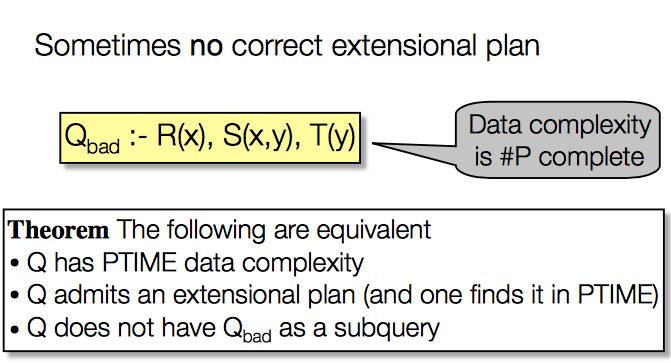 Sometimes no correct extensional plan
Qbad :- R(x), S(x,y), T(y)
Data complexity
is #P complete
Theorem The following are equivalent
• Q has PTIME data complexity
• Q admits an extensional plan (and one finds it in PTIME)
• Q does not have Qbad as a subquery